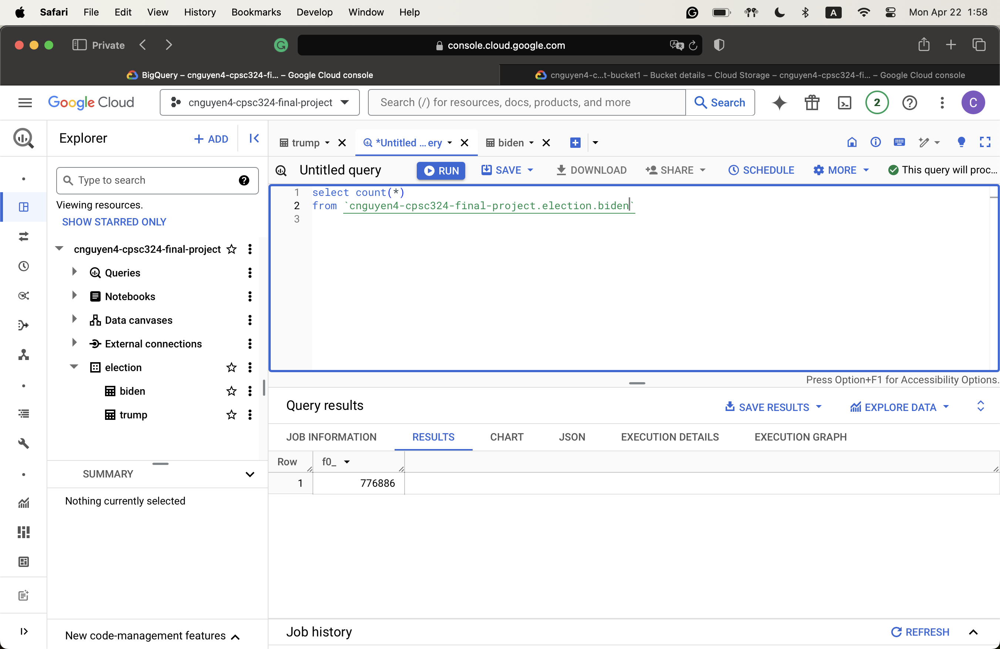 Safari File Edit View History Bookmarks Develop Window Help A Mon Apr 22 1:58
Private console.cloud.google.com
BigQuery – cnguyen4-cpsc324-fi... – Google Cloud console
cnguyen4-c...t-bucket1 – Bucket details – Cloud Storage – cnguyen4-cpsc324-fi... – Google Cloud console
Google Cloud cnguyen4-cpsc324-final-project Search (/) for resources, docs, products, and more Search 2 C
Explorer + ADD
trump *Untitled ... ery biden
Untitled query RUN SAVE DOWNLOAD SHARE SCHEDULE MORE This query will proc...
Type to search
Viewing resources.
SHOW STARRED ONLY
cnguyen4-cpsc324-final-project
Queries
Notebooks
Data canvases
External connections
election
biden
trump
SUMMARY
Nothing currently selected
New code-management features
1 select count(*)
2 from `cnguyen4-cpsc324-final-project.election.biden`
3
Press Option+F1 for Accessibility Options.
Query results SAVE RESULTS EXPLORE DATA
JOB INFORMATION RESULTS CHART JSON EXECUTION DETAILS EXECUTION GRAPH
Row f0_
1 776886
Job history REFRESH